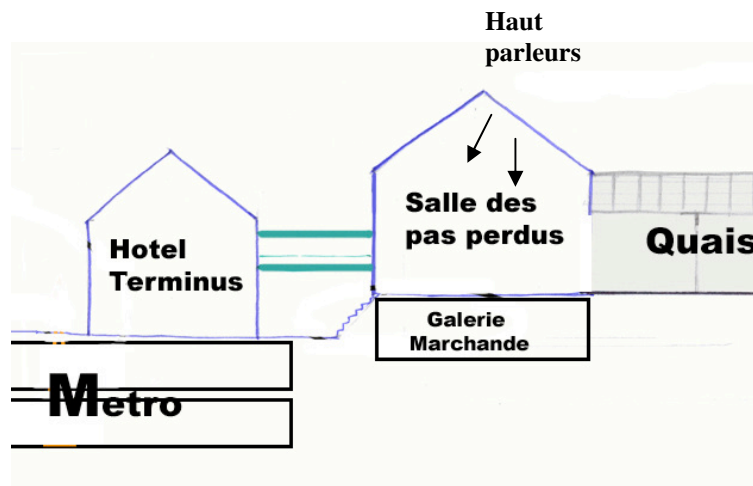 Haut
parleurs
Salle des
pas perdus
Hotel
Terminus
Quais
Galerie
Marchande
Metro